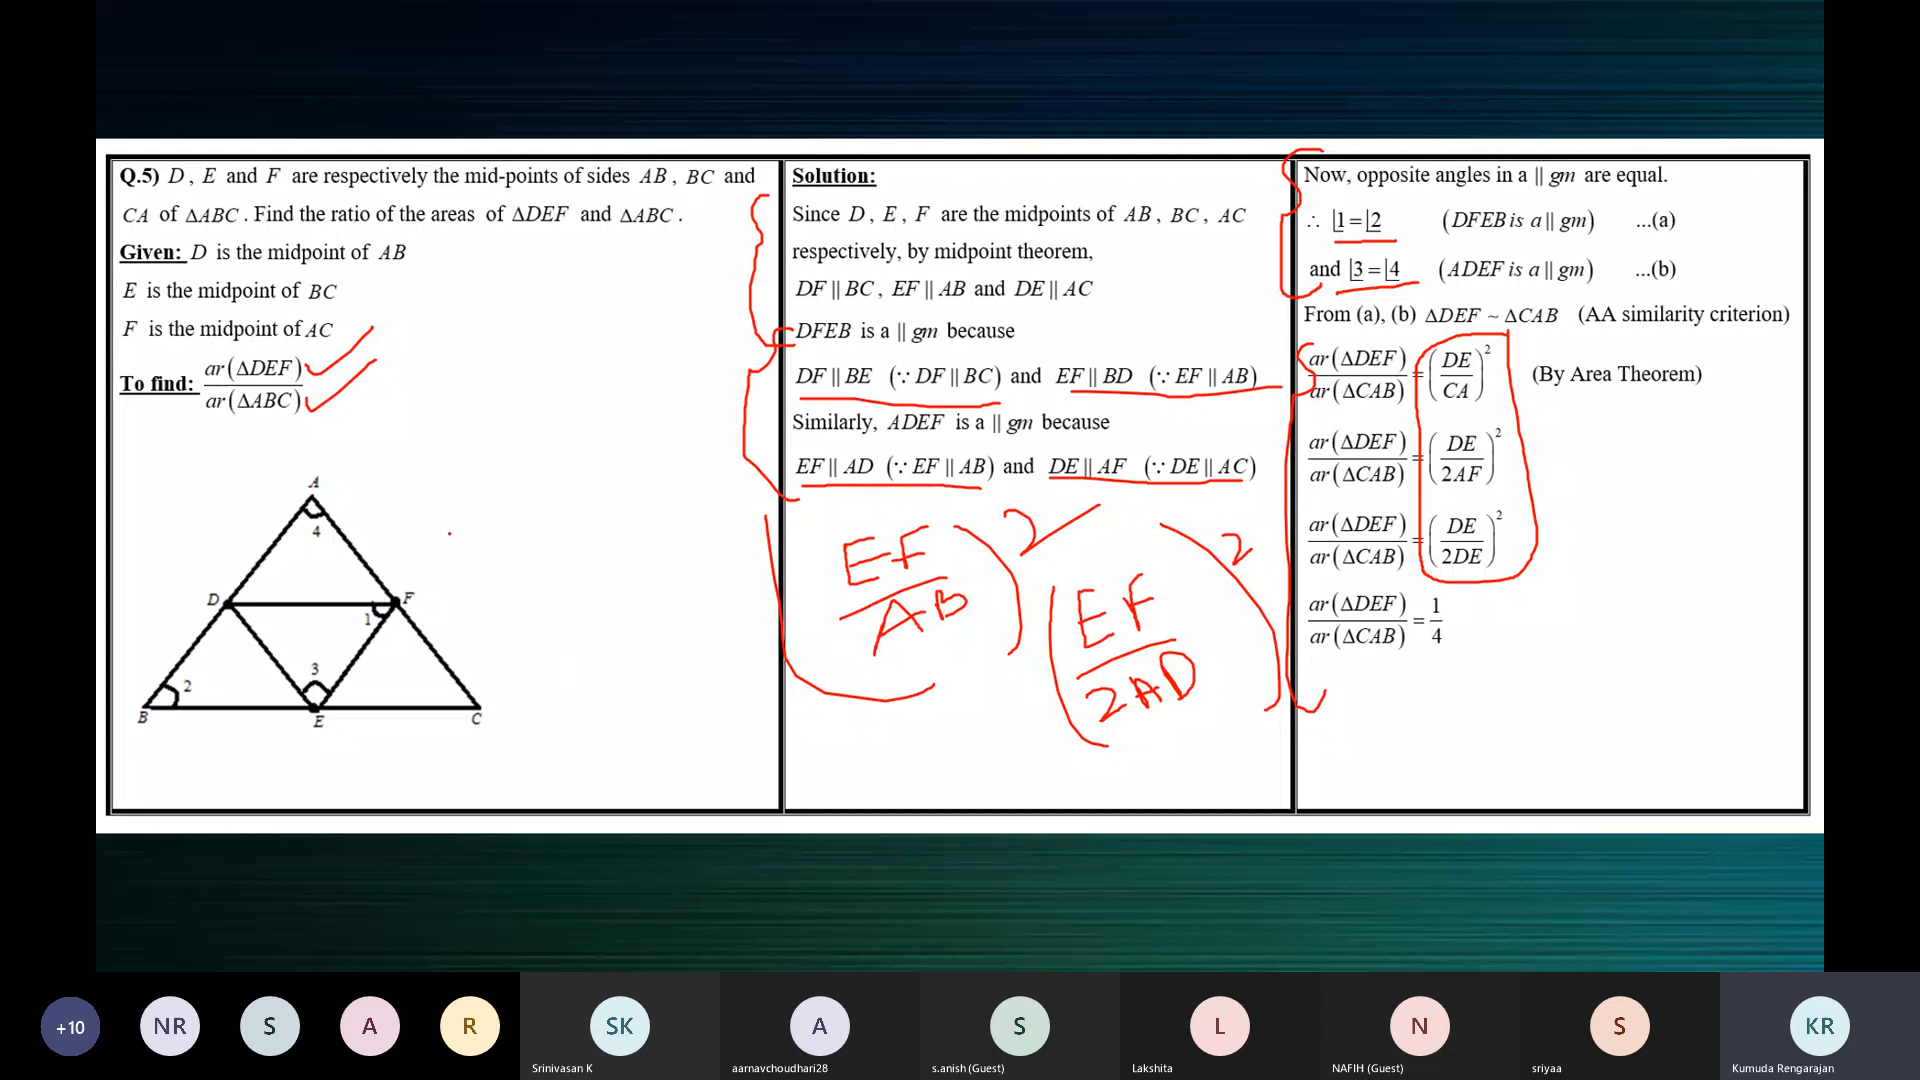 Q.5) D, E and F are respectively the mid-points of sides AB, BC and
CA of ΔABC. Find the ratio of the areas of ΔDEF and ΔABC.
Given: D is the midpoint of AB
E is the midpoint of BC
F is the midpoint of AC
To find: ar(ΔDEF)/ar(ΔABC)
A
4
D
F
1
3
2
B
E
C
Solution:
Since D, E, F are the midpoints of AB, BC, AC
respectively, by midpoint theorem,
DF || BC, EF || AB and DE || AC
DFEB is a || gm because
DF || BE (∵ DF || BC) and EF || BD (∵ EF || AB)
Similarly, ADEF is a || gm because
EF || AD (∵ EF || AB) and DE || AF (∵ DE || AC)
(EF/AB)²
(EF/2AD)²
Now, opposite angles in a || gm are equal.
∴ ⌊1 = ⌊2 (DFEB is a || gm) ...(a)
and ⌊3 = ⌊4 (ADEF is a || gm) ...(b)
From (a), (b) ΔDEF ~ ΔCAB (AA similarity criterion)
ar(ΔDEF)/ar(ΔCAB) = (DE/CA)² (By Area Theorem)
ar(ΔDEF)/ar(ΔCAB) = (DE/2AF)²
ar(ΔDEF)/ar(ΔCAB) = (DE/2DE)²
ar(ΔDEF)/ar(ΔCAB) = 1/4
+10 NR S A R SK A S L N S KR
Srinivasan K aarnavchoudhari28 s.anish (Guest) Lakshita NAFIH (Guest) sriyaa Kumuda Rengarajan